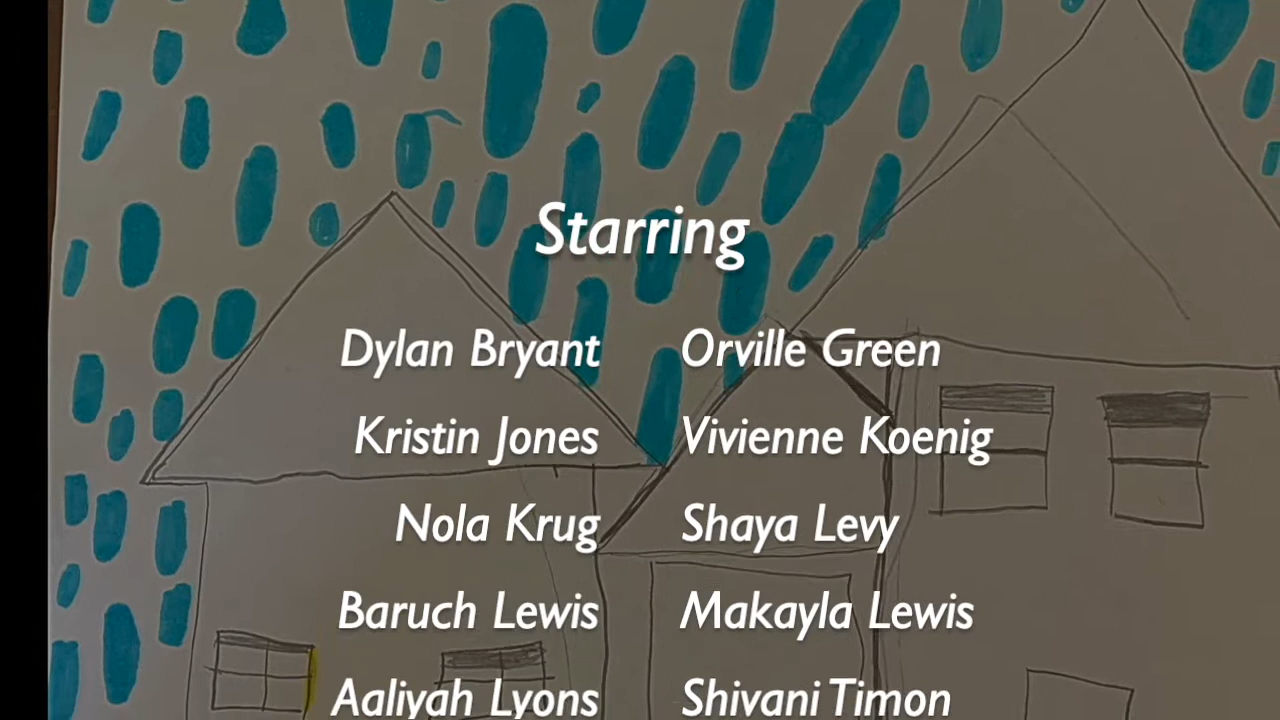 Starring
Dylan Bryant Orville Green
Kristin Jones Vivienne Koenig
Nola Krug Shaya Levy
Baruch Lewis Makayla Lewis
Aaliyah Lyons Shivani Timon